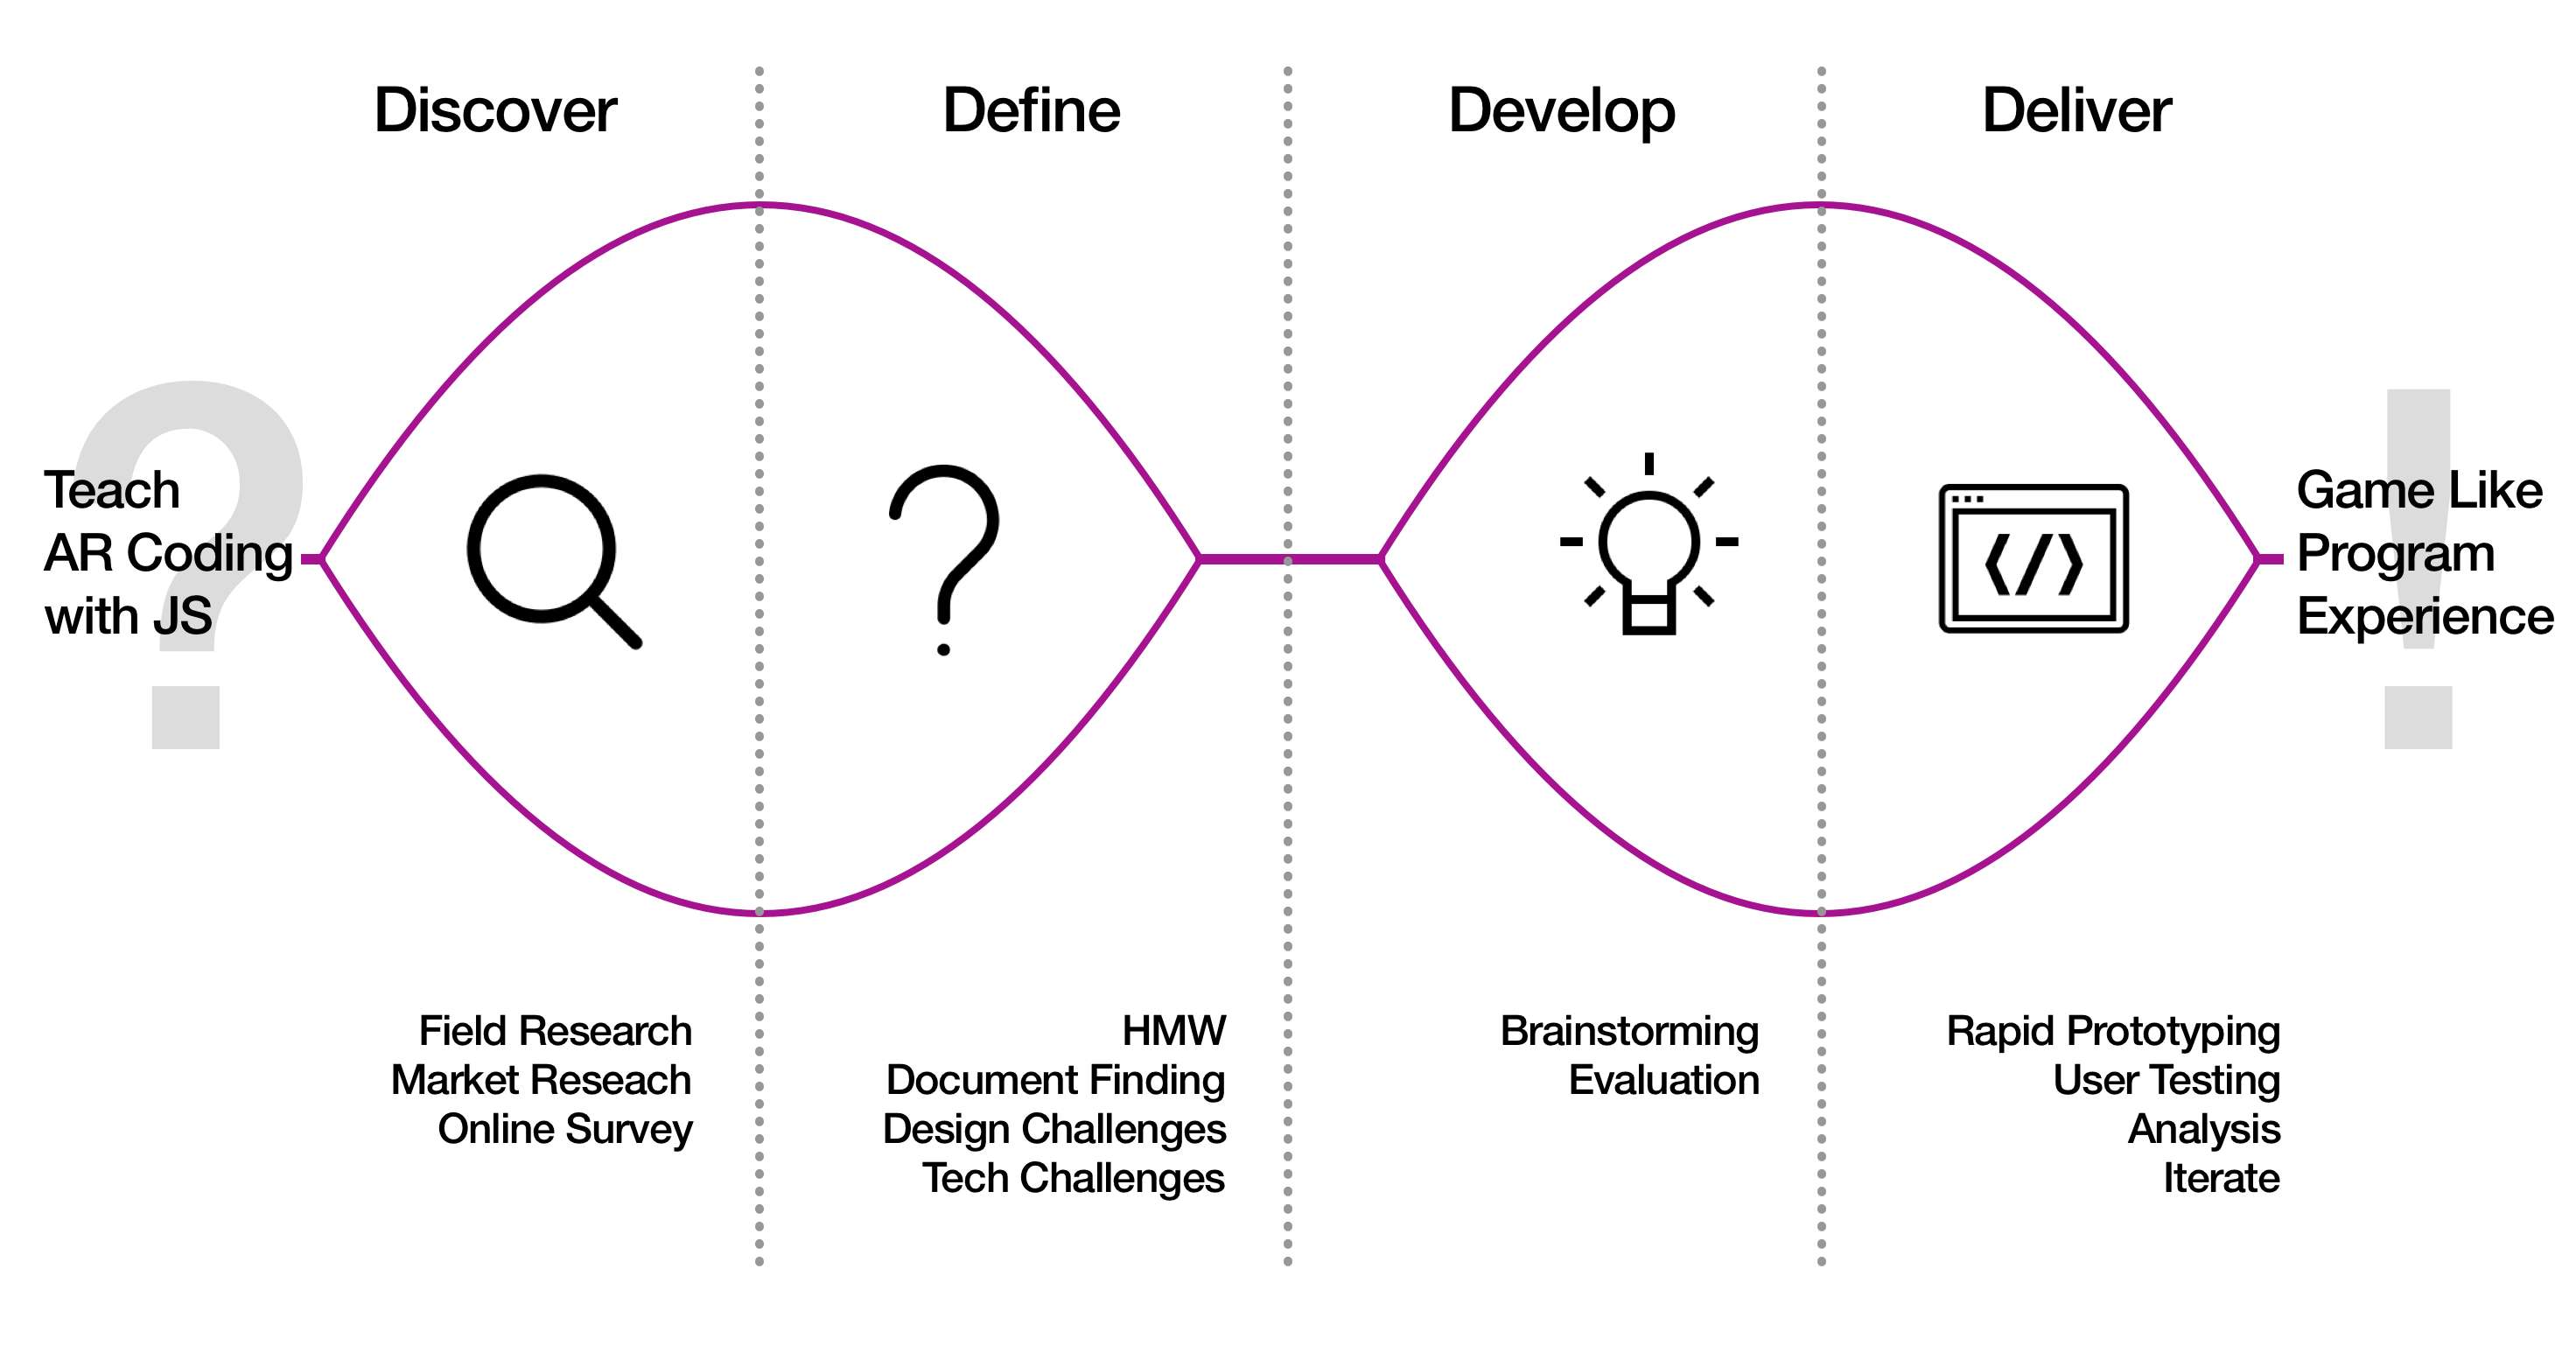 Discover
Define
Develop
Deliver
?
Teach
AR Coding
with JS
?
</>
!
Game Like
Program
Experience
Field Research
Market Reseach
Online Survey
HMW
Document Finding
Design Challenges
Tech Challenges
Brainstorming
Evaluation
Rapid Prototyping
User Testing
Analysis
Iterate